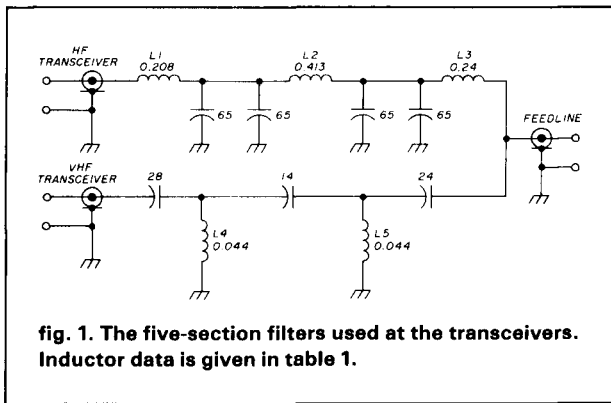 HF
TRANSCEIVER
L1
0.208
L2
0.413
L3
0.24
65
65
65
65
FEEDLINE
VHF
TRANSCEIVER
28
14
24
L4
0.044
L5
0.044
fig. 1. The five-section filters used at the transceivers.
Inductor data is given in table 1.